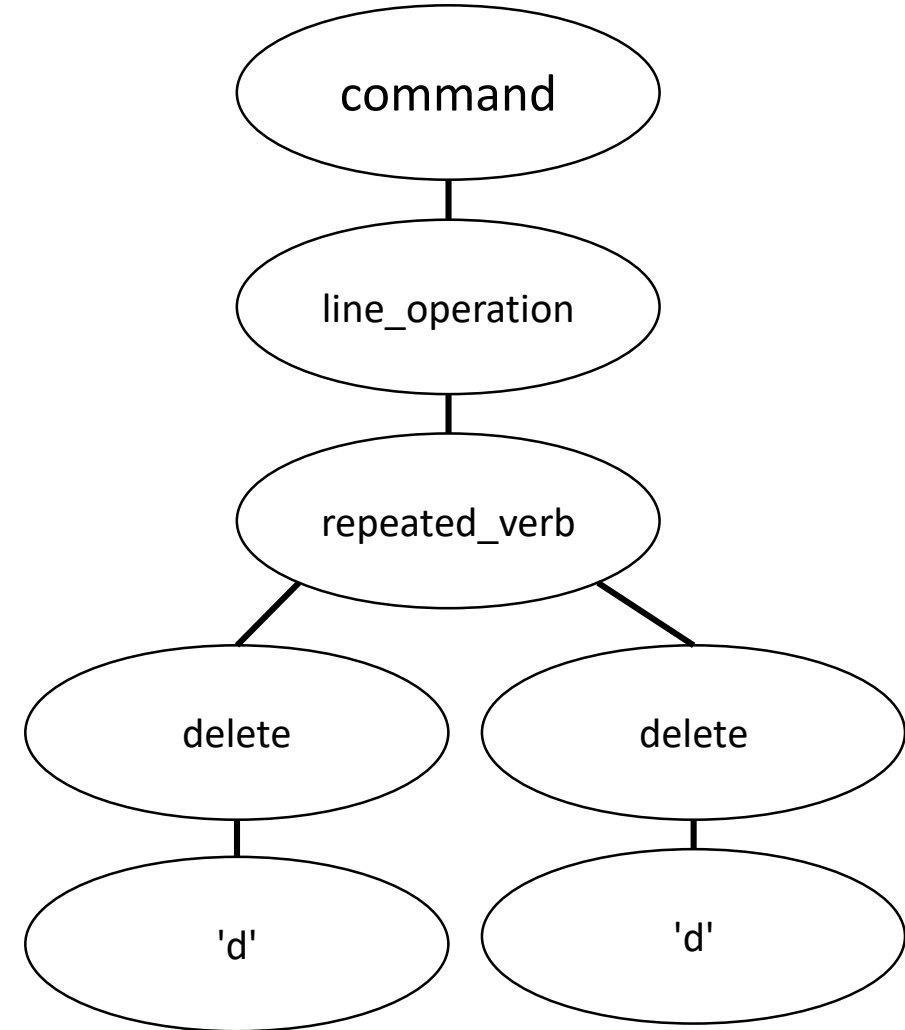 command
line_operation
repeated_verb
delete
delete
'd'
'd'